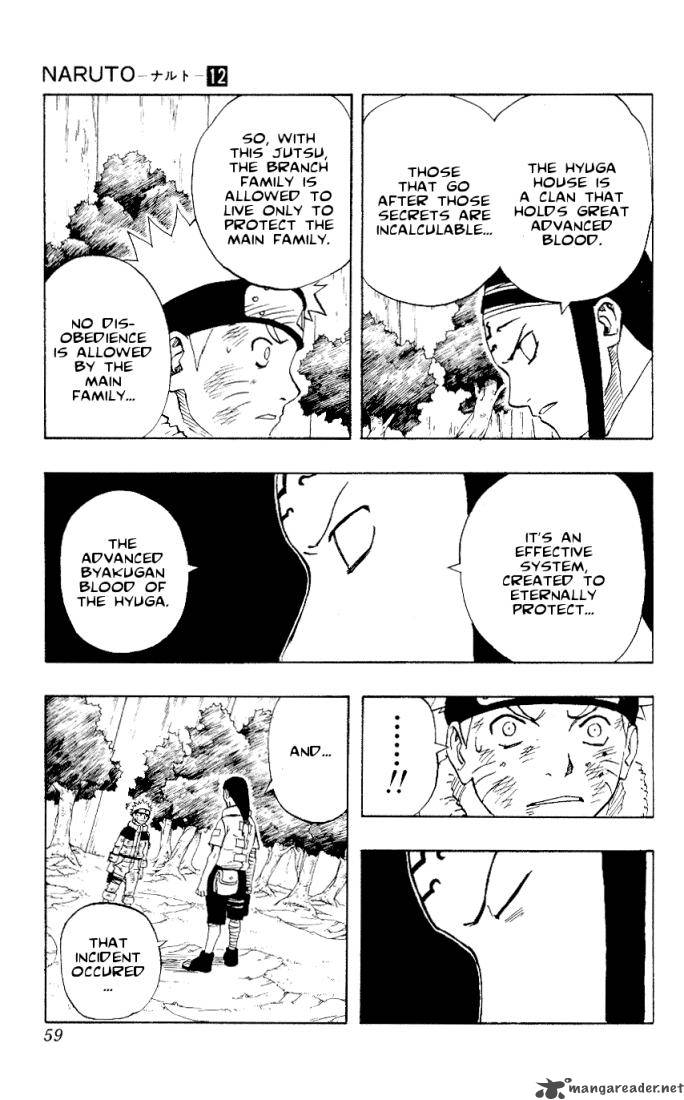 NARUTO -ナルト- 12
THE HYUGA
HOUSE IS
A CLAN THAT
HOLDS GREAT
ADVANCED
BLOOD.
THOSE
THAT GO
AFTER THOSE
SECRETS ARE
INCALCULABLE...
SO, WITH
THIS JUTSU,
THE BRANCH
FAMILY IS
ALLOWED TO
LIVE ONLY TO
PROTECT THE
MAIN FAMILY.
NO DIS-
OBEDIENCE
IS ALLOWED
BY THE
MAIN
FAMILY...
IT'S AN
EFFECTIVE
SYSTEM,
CREATED TO
ETERNALLY
PROTECT...
THE
ADVANCED
BYAKUGAN
BLOOD OF
THE HYUGA.
......!!
AND...
THAT
INCIDENT
OCCURED
...
59
mangareader.net